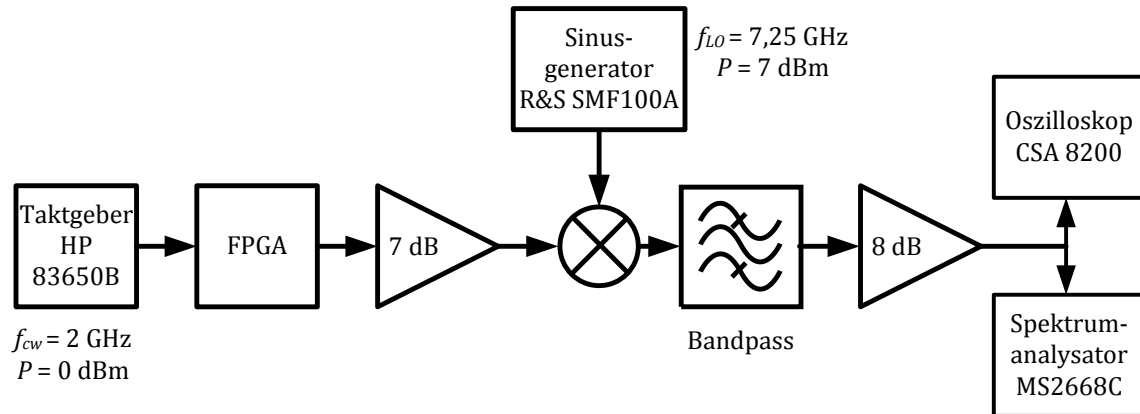 Sinus-
generator
R&S SMF100A
f_LO = 7,25 GHz
P = 7 dBm
Oszilloskop
CSA 8200
Taktgeber
HP
83650B
FPGA
7 dB
8 dB
f_cw = 2 GHz
P = 0 dBm
Bandpass
Spektrum-
analysator
MS2668C